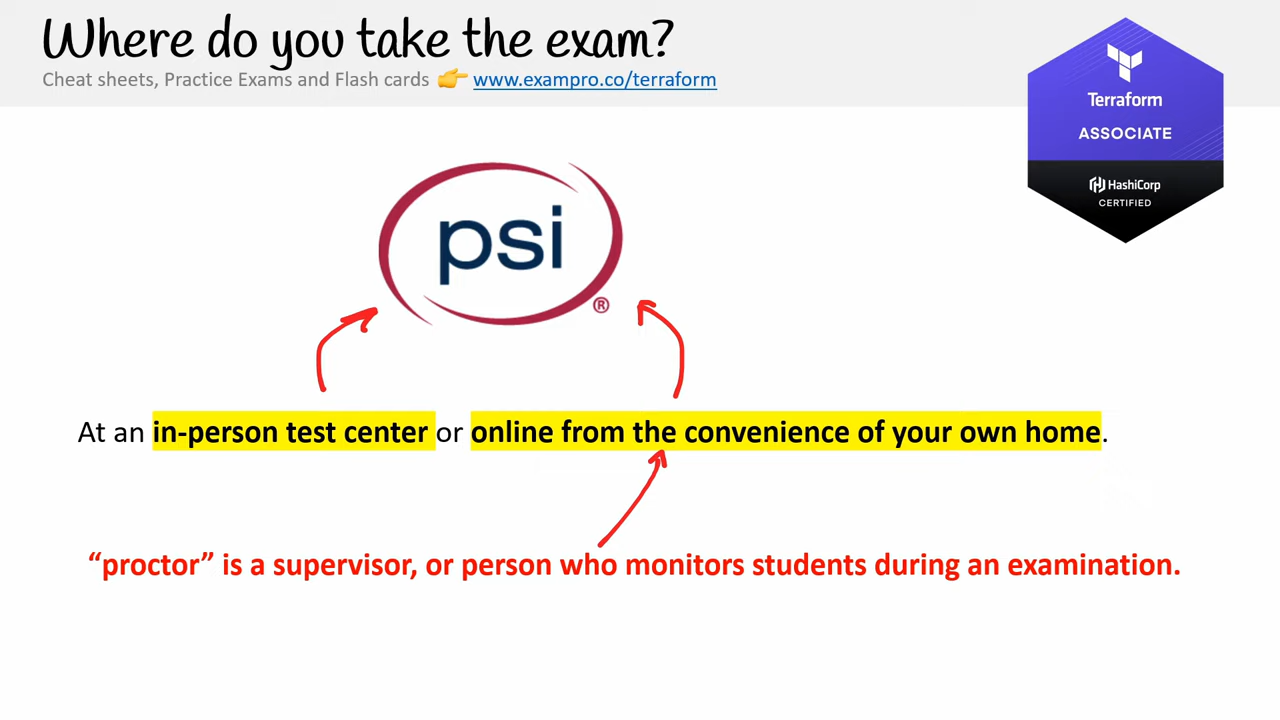 Where do you take the exam?
Cheat sheets, Practice Exams and Flash cards 👉 www.exampro.co/terraform
Terraform
ASSOCIATE
HashiCorp
CERTIFIED
psi
®
At an in-person test center or online from the convenience of your own home.
“proctor” is a supervisor, or person who monitors students during an examination.